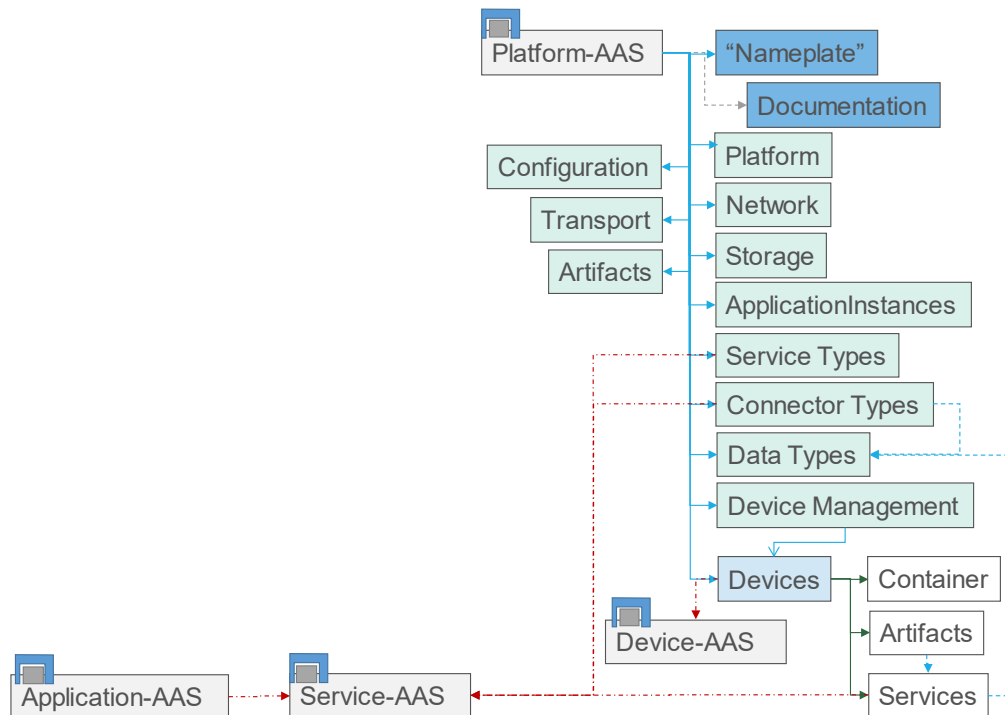 Platform-AAS
“Nameplate”
Documentation
Platform
Configuration
Network
Transport
Storage
Artifacts
ApplicationInstances
Service Types
Connector Types
Data Types
Device Management
Devices
Container
Device-AAS
Artifacts
Application-AAS
Service-AAS
Services